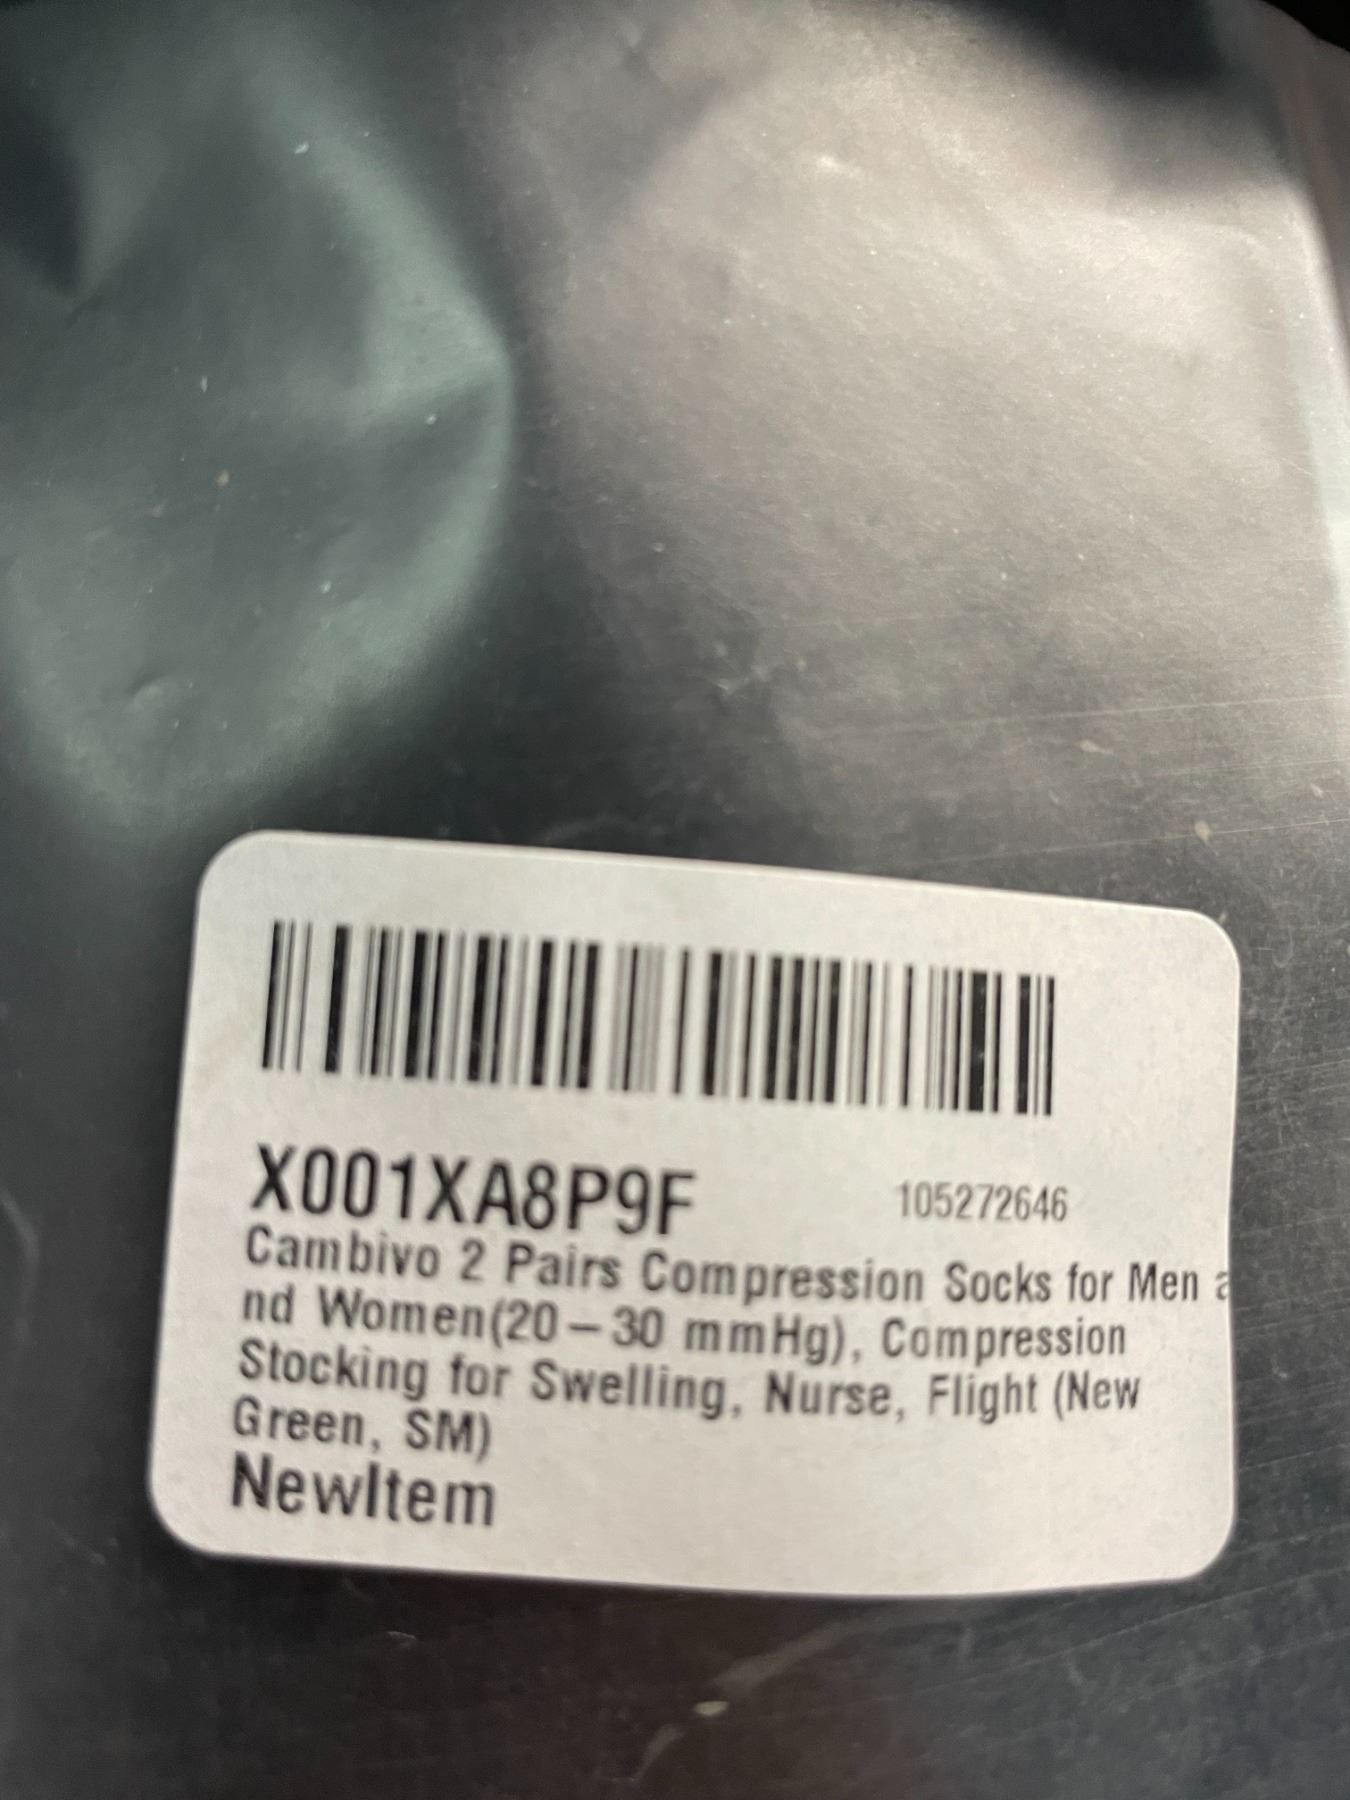 X001XA8P9F 105272646
Cambivo 2 Pairs Compression Socks for Men a
nd Women(20–30 mmHg), Compression
Stocking for Swelling, Nurse, Flight (New
Green, SM)
NewItem